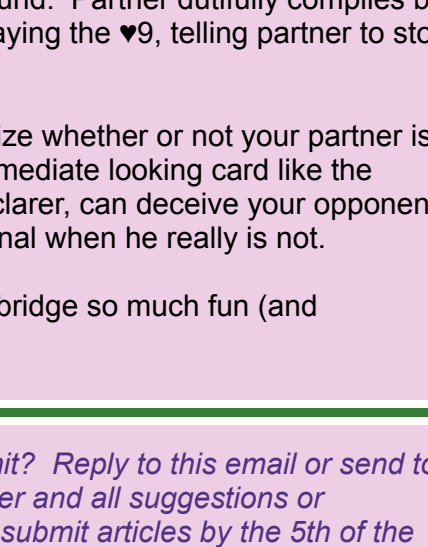 ound. Partner dutifully complies b
aying the ♥9, telling partner to sto
ize whether or not your partner is
mediate looking card like the
clarer, can deceive your opponen
nal when he really is not.
bridge so much fun (and
nit? Reply to this email or send to
er and all suggestions or
submit articles by the 5th of the